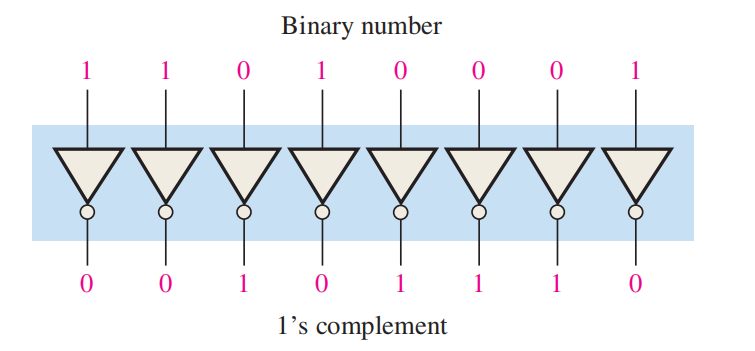 Binary number
1 1 0 1 0 0 0 1
0 0 1 0 1 1 1 0
1’s complement